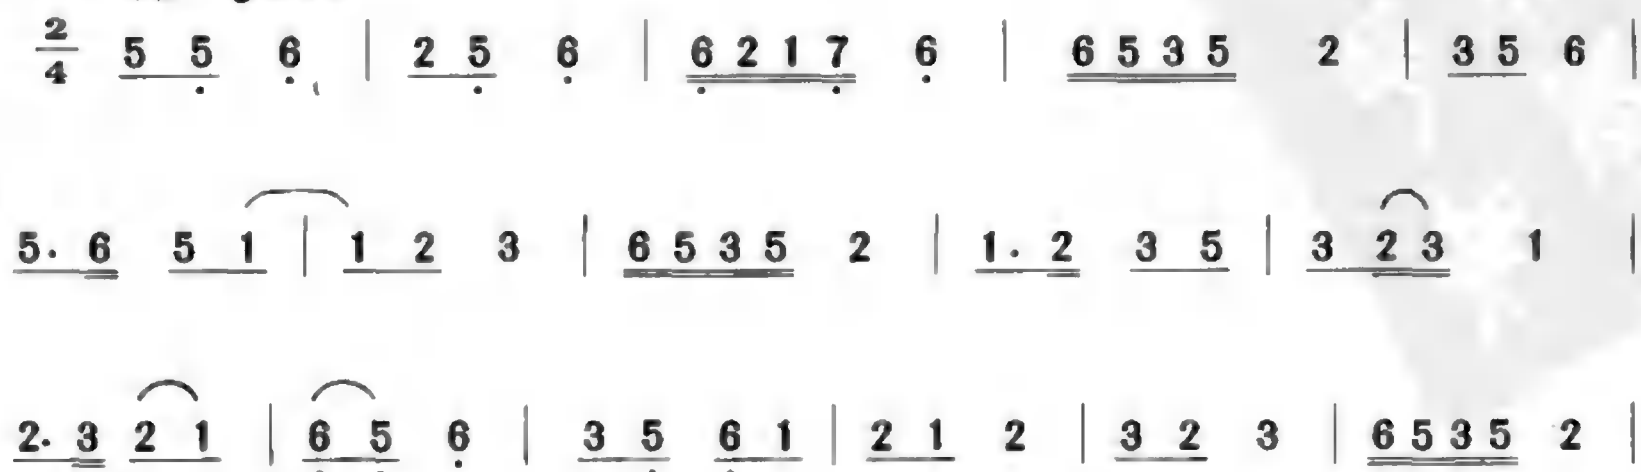 2/4 5 5̣ 6̣ | 2 5̣ 6̣ | 6̣ 2 1 7̣ 6̣ | 6 5 3 5 2 | 3 5 6 |
5. 6 5 1 | 1 2 3 | 6 5 3 5 2 | 1. 2 3 5 | 3 2 3 1 |
2. 3 2 1 | 6̣ 5̣ 6̣ | 3 5̣ 6̣ 1 | 2 1 2 | 3 2 3 | 6 5 3 5 2 |